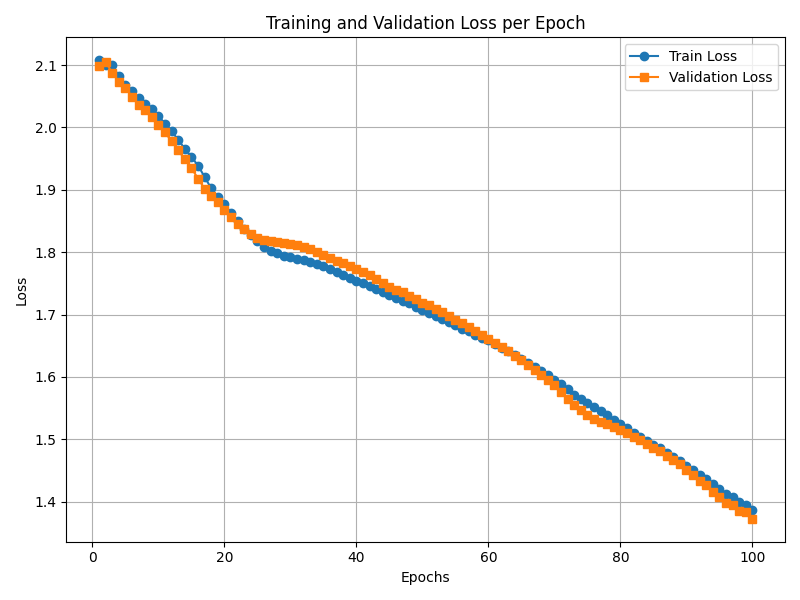 Training and Validation Loss per Epoch
Train Loss
Validation Loss
2.1
2.0
1.9
1.8
1.7
1.6
1.5
1.4
Loss
0 20 40 60 80 100
Epochs